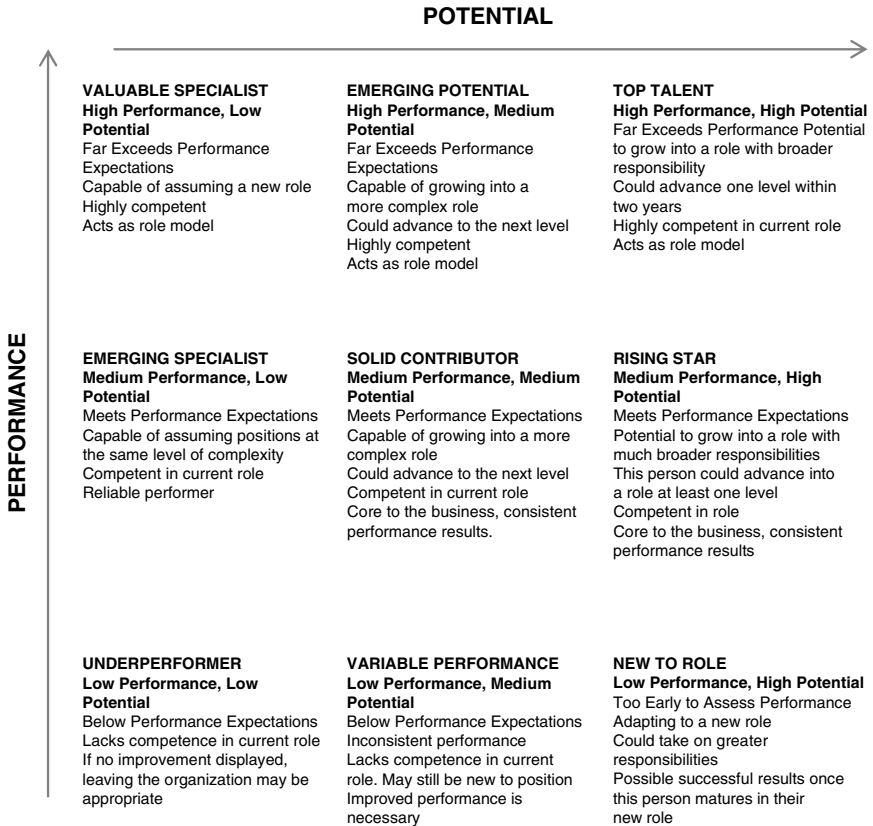 POTENTIAL
PERFORMANCE
VALUABLE SPECIALIST
High Performance, Low
Potential
Far Exceeds Performance
Expectations
Capable of assuming a new role
Highly competent
Acts as role model
EMERGING POTENTIAL
High Performance, Medium
Potential
Far Exceeds Performance
Expectations
Capable of growing into a
more complex role
Could advance to the next level
Highly competent
Acts as role model
TOP TALENT
High Performance, High Potential
Far Exceeds Performance Potential
to grow into a role with broader
responsibility
Could advance one level within
two years
Highly competent in current role
Acts as role model
EMERGING SPECIALIST
Medium Performance, Low
Potential
Meets Performance Expectations
Capable of assuming positions at
the same level of complexity
Competent in current role
Reliable performer
SOLID CONTRIBUTOR
Medium Performance, Medium
Potential
Meets Performance Expectations
Capable of growing into a more
complex role
Could advance to the next level
Competent in current role
Core to the business, consistent
performance results.
RISING STAR
Medium Performance, High
Potential
Meets Performance Expectations
Potential to grow into a role with
much broader responsibilities
This person could advance into
a role at least one level
Competent in role
Core to the business, consistent
performance results
UNDERPERFORMER
Low Performance, Low
Potential
Below Performance Expectations
Lacks competence in current role
If no improvement displayed,
leaving the organization may be
appropriate
VARIABLE PERFORMANCE
Low Performance, Medium
Potential
Below Performance Expectations
Inconsistent performance
Lacks competence in current
role. May still be new to position
Improved performance is
necessary
NEW TO ROLE
Low Performance, High Potential
Too Early to Assess Performance
Adapting to a new role
Could take on greater
responsibilities
Possible successful results once
this person matures in their
new role